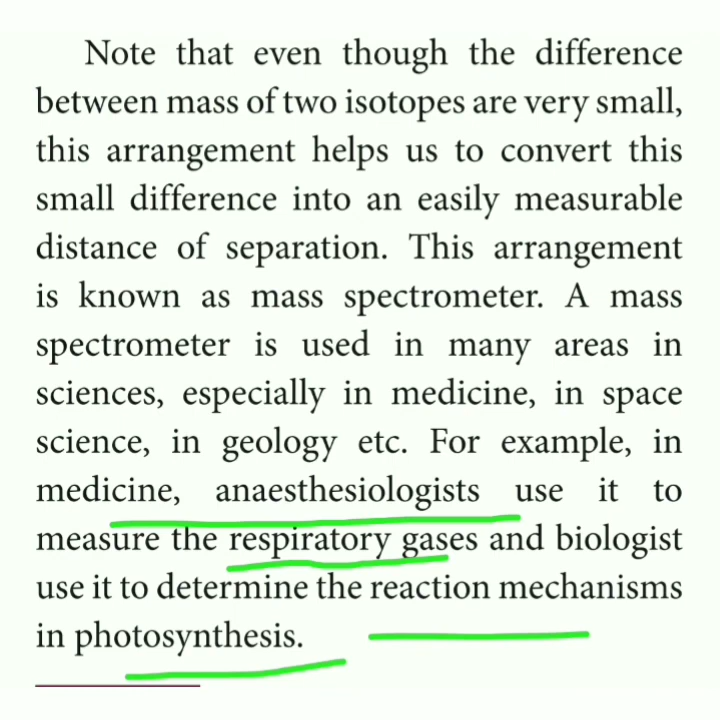 Note that even though the difference
between mass of two isotopes are very small,
this arrangement helps us to convert this
small difference into an easily measurable
distance of separation. This arrangement
is known as mass spectrometer. A mass
spectrometer is used in many areas in
sciences, especially in medicine, in space
science, in geology etc. For example, in
medicine, anaesthesiologists use it to
measure the respiratory gases and biologist
use it to determine the reaction mechanisms
in photosynthesis.